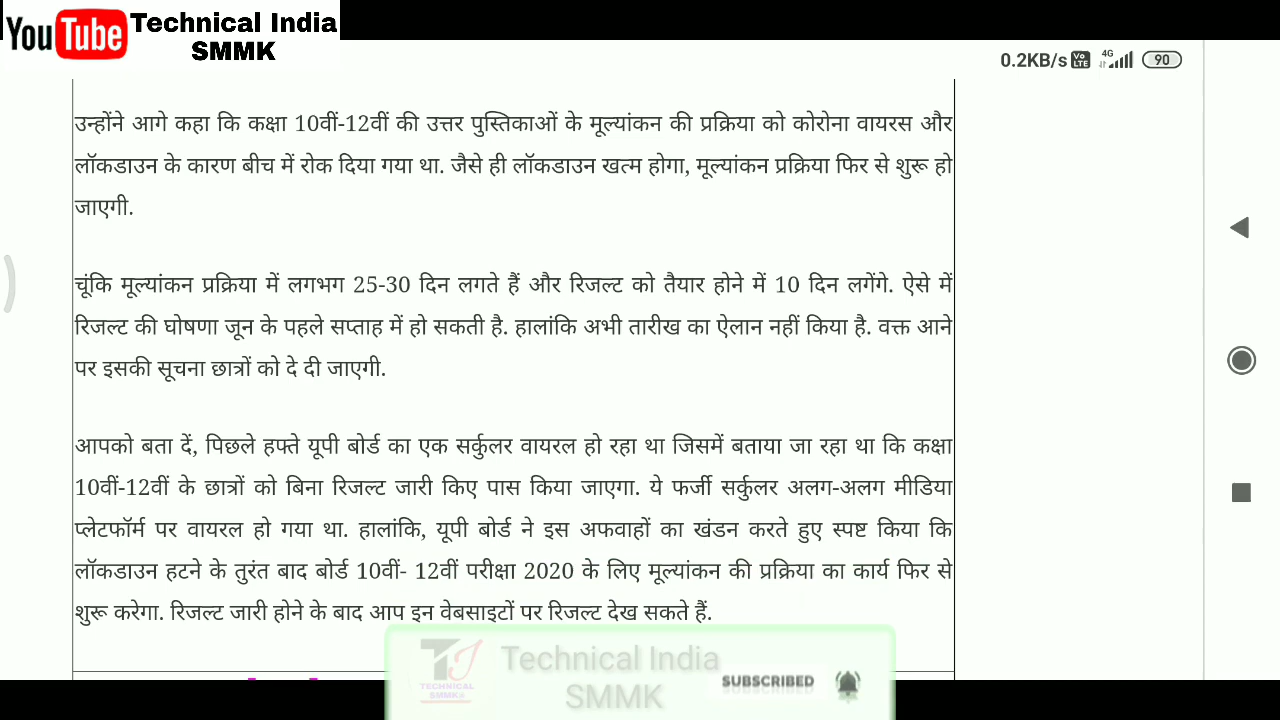 YouTube Technical India
SMMK
0.2KB/s Vo LTE 4G 90
उन्होंने आगे कहा कि कक्षा 10वीं-12वीं की उत्तर पुस्तिकाओं के मूल्यांकन की प्रक्रिया को कोरोना वायरस और
लॉकडाउन के कारण बीच में रोक दिया गया था. जैसे ही लॉकडाउन खत्म होगा, मूल्यांकन प्रक्रिया फिर से शुरू हो
जाएगी.
चूंकि मूल्यांकन प्रक्रिया में लगभग 25-30 दिन लगते हैं और रिजल्ट को तैयार होने में 10 दिन लगेंगे. ऐसे में
रिजल्ट की घोषणा जून के पहले सप्ताह में हो सकती है. हालांकि अभी तारीख का ऐलान नहीं किया है. वक्त आने
पर इसकी सूचना छात्रों को दे दी जाएगी.
आपको बता दें, पिछले हफ्ते यूपी बोर्ड का एक सर्कुलर वायरल हो रहा था जिसमें बताया जा रहा था कि कक्षा
10वीं-12वीं के छात्रों को बिना रिजल्ट जारी किए पास किया जाएगा. ये फर्जी सर्कुलर अलग-अलग मीडिया
प्लेटफॉर्म पर वायरल हो गया था. हालांकि, यूपी बोर्ड ने इस अफवाहों का खंडन करते हुए स्पष्ट किया कि
लॉकडाउन हटने के तुरंत बाद बोर्ड 10वीं- 12वीं परीक्षा 2020 के लिए मूल्यांकन की प्रक्रिया का कार्य फिर से
शुरू करेगा. रिजल्ट जारी होने के बाद आप इन वेबसाइटों पर रिजल्ट देख सकते हैं.
Technical India
SMMK
SUBSCRIBED
TECHNICAL